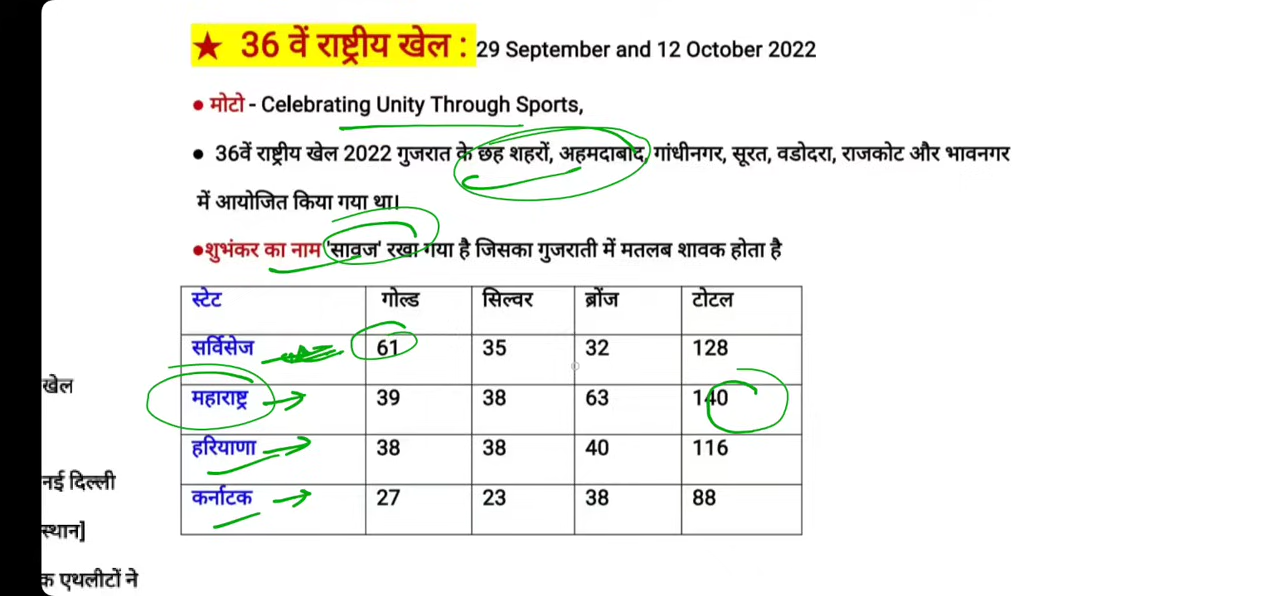 ★ 36 वें राष्ट्रीय खेल : 29 September and 12 October 2022
● मोटो - Celebrating Unity Through Sports,
● 36वें राष्ट्रीय खेल 2022 गुजरात के छह शहरों, अहमदाबाद, गांधीनगर, सूरत, वडोदरा, राजकोट और भावनगर
में आयोजित किया गया था।
●शुभंकर का नाम 'सावज' रखा गया है जिसका गुजराती में मतलब शावक होता है
स्टेट गोल्ड सिल्वर ब्रोंज टोटल
सर्विसेज 61 35 32 128
खेल
महाराष्ट्र 39 38 63 140
हरियाणा 38 38 40 116
नई दिल्ली
कर्नाटक 27 23 38 88
स्थान]
क एथलीटों ने